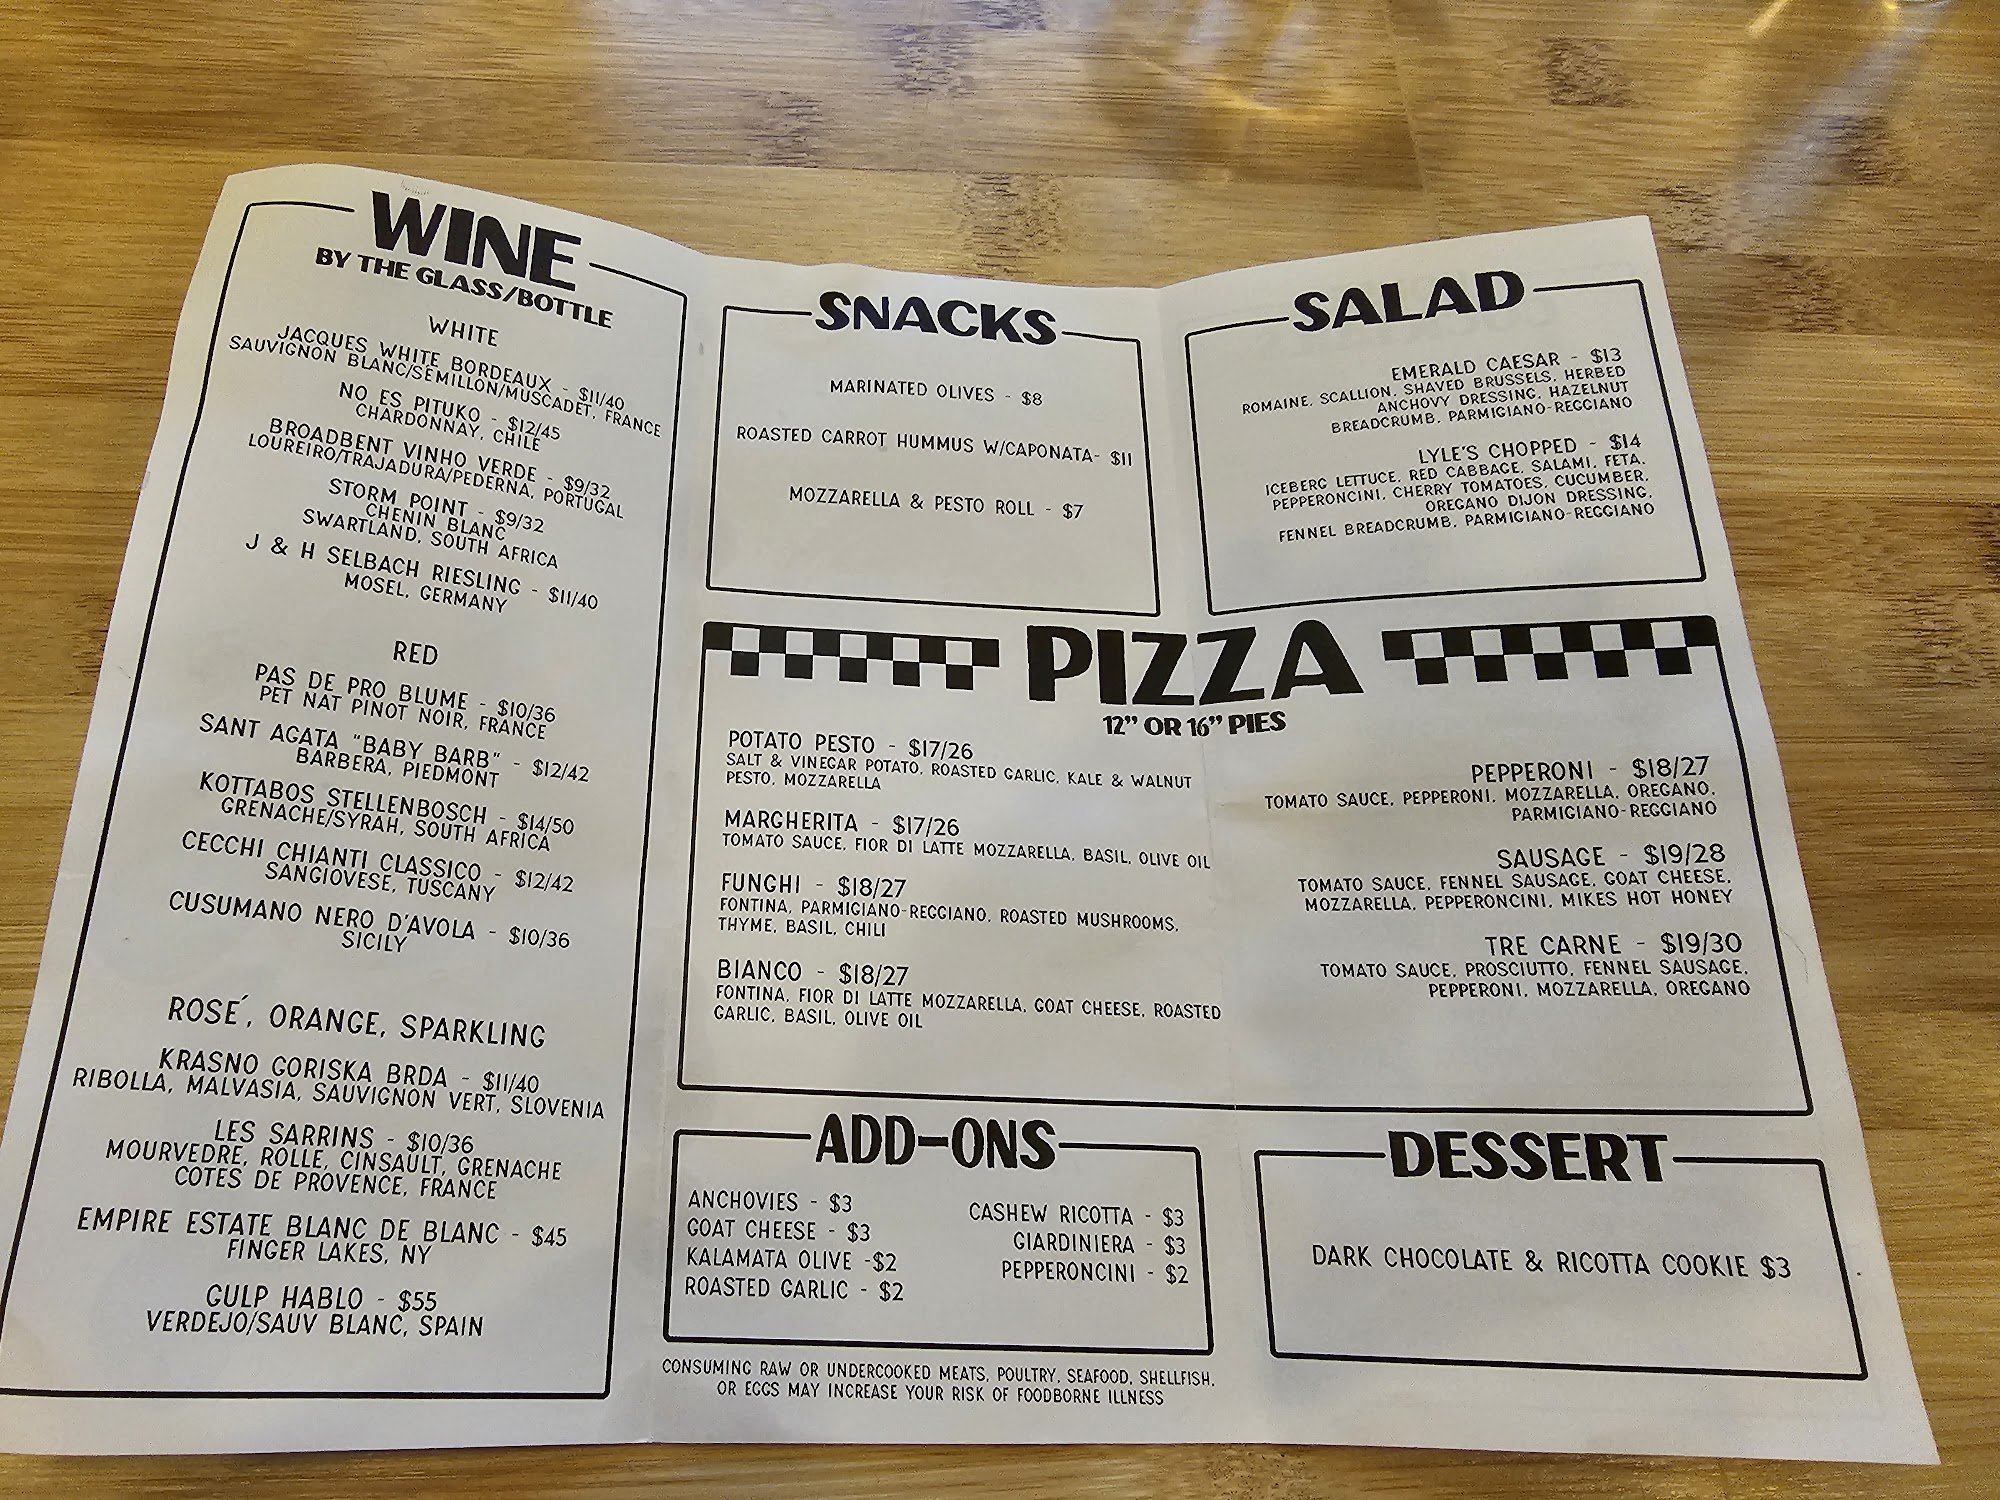 WINE
BY THE GLASS/BOTTLE
WHITE
JACQUES WHITE BORDEAUX - $11/40
SAUVIGNON BLANC/SEMILLON/MUSCADET, FRANCE
NO ES PITUKO - $12/45
CHARDONNAY, CHILE
BROADBENT VINHO VERDE - $9/32
LOUREIRO/TRAJADURA/PEDERNA, PORTUGAL
STORM POINT - $9/32
CHENIN BLANC
SWARTLAND, SOUTH AFRICA
J & H SELBACH RIESLING - $11/40
MOSEL, GERMANY
RED
PAS DE PRO BLUME - $10/36
PET NAT PINOT NOIR, FRANCE
SANT AGATA "BABY BARB" - $12/42
BARBERA, PIEDMONT
KOTTABOS STELLENBOSCH - $14/50
GRENACHE/SYRAH, SOUTH AFRICA
CECCHI CHIANTI CLASSICO - $12/42
SANGIOVESE, TUSCANY
CUSUMANO NERO D'AVOLA - $10/36
SICILY
ROSÉ, ORANGE, SPARKLING
KRASNO GORISKA BRDA - $11/40
RIBOLLA, MALVASIA, SAUVIGNON VERT, SLOVENIA
LES SARRINS - $10/36
MOURVEDRE, ROLLE, CINSAULT, GRENACHE
COTES DE PROVENCE, FRANCE
EMPIRE ESTATE BLANC DE BLANC - $45
FINGER LAKES, NY
GULP HABLO - $55
VERDEJO/SAUV BLANC, SPAIN
SNACKS
MARINATED OLIVES - $8
ROASTED CARROT HUMMUS W/CAPONATA- $11
MOZZARELLA & PESTO ROLL - $7
SALAD
EMERALD CAESAR - $13
ROMAINE, SCALLION, SHAVED BRUSSELS, HERBED
ANCHOVY DRESSING, HAZELNUT
BREADCRUMB, PARMIGIANO-REGGIANO
LYLE'S CHOPPED - $14
ICEBERG LETTUCE, RED CABBAGE, SALAMI, FETA,
PEPPERONCINI, CHERRY TOMATOES, CUCUMBER,
OREGANO DIJON DRESSING,
FENNEL BREADCRUMB, PARMIGIANO-REGGIANO
PIZZA
12" OR 16" PIES
POTATO PESTO - $17/26
SALT & VINEGAR POTATO, ROASTED GARLIC, KALE & WALNUT
PESTO, MOZZARELLA
MARGHERITA - $17/26
TOMATO SAUCE, FIOR DI LATTE MOZZARELLA, BASIL, OLIVE OIL
FUNGHI - $18/27
FONTINA, PARMIGIANO-REGGIANO, ROASTED MUSHROOMS,
THYME, BASIL, CHILI
BIANCO - $18/27
FONTINA, FIOR DI LATTE MOZZARELLA, GOAT CHEESE, ROASTED
GARLIC, BASIL, OLIVE OIL
PEPPERONI - $18/27
TOMATO SAUCE, PEPPERONI, MOZZARELLA, OREGANO,
PARMIGIANO-REGGIANO
SAUSAGE - $19/28
TOMATO SAUCE, FENNEL SAUSAGE, GOAT CHEESE,
MOZZARELLA, PEPPERONCINI, MIKES HOT HONEY
TRE CARNE - $19/30
TOMATO SAUCE, PROSCIUTTO, FENNEL SAUSAGE,
PEPPERONI, MOZZARELLA, OREGANO
ADD-ONS
ANCHOVIES - $3
GOAT CHEESE - $3
KALAMATA OLIVE -$2
ROASTED GARLIC - $2
CASHEW RICOTTA - $3
GIARDINIERA - $3
PEPPERONCINI - $2
CONSUMING RAW OR UNDERCOOKED MEATS, POULTRY, SEAFOOD, SHELLFISH,
OR EGGS MAY INCREASE YOUR RISK OF FOODBORNE ILLNESS
DESSERT
DARK CHOCOLATE & RICOTTA COOKIE $3